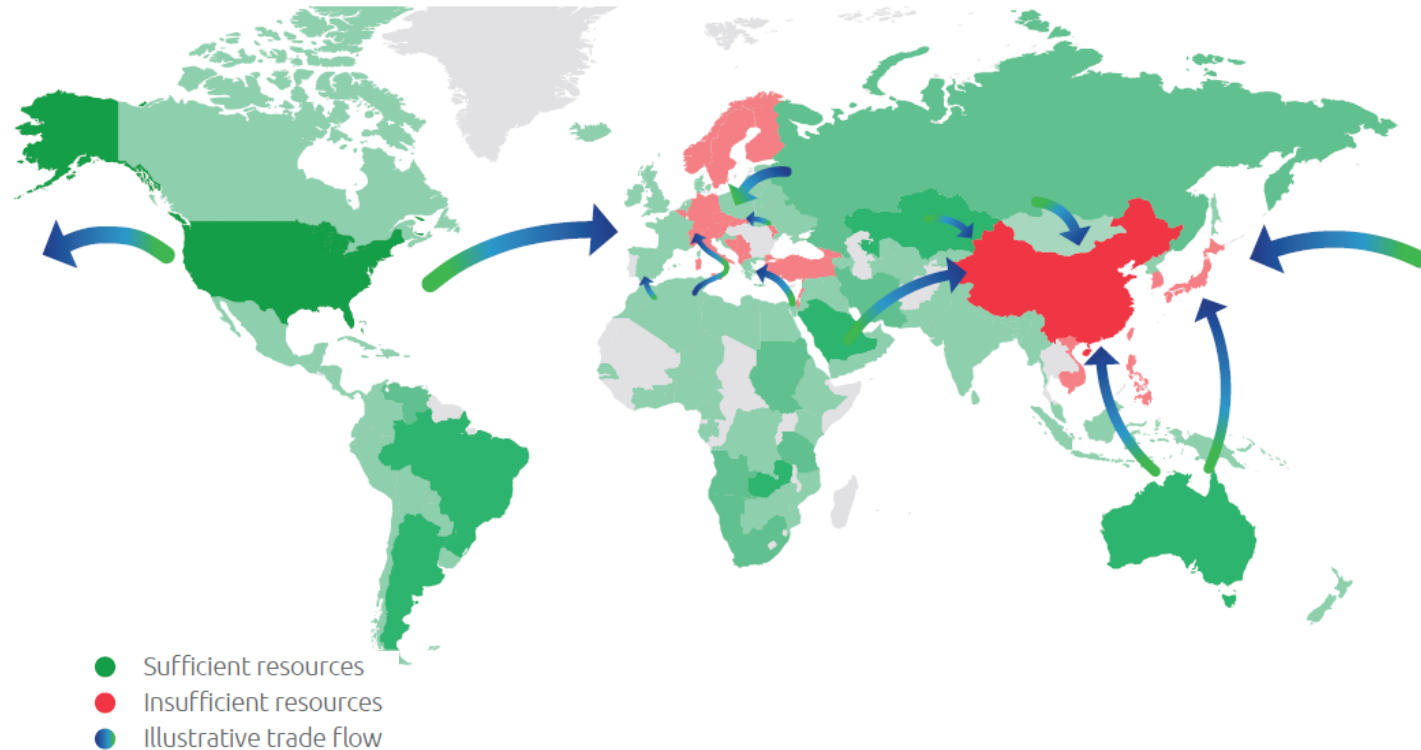 Sufficient resources
Insufficient resources
Illustrative trade flow